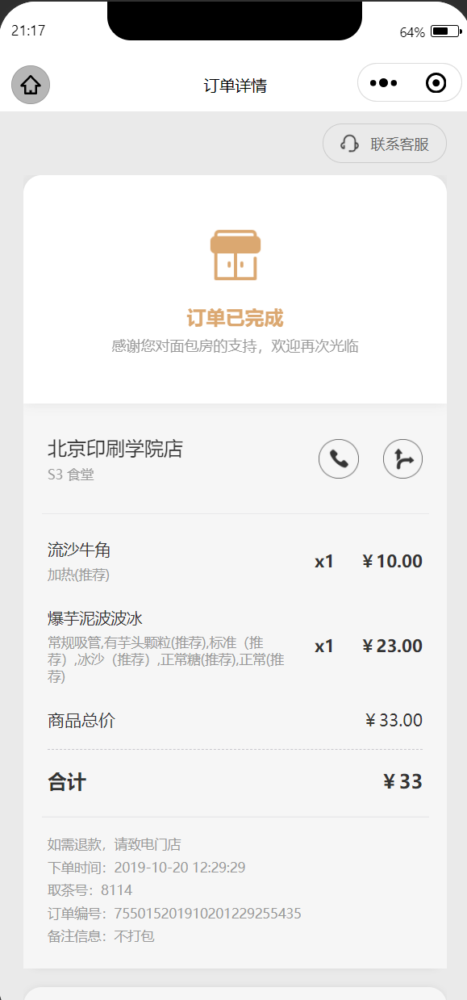 21:17
64%
订单详情
联系客服
订单已完成
感谢您对面包房的支持，欢迎再次光临
北京印刷学院店
S3 食堂
流沙牛角
x1 ￥10.00
加热(推荐)
爆芋泥波波冰
常规吸管,有芋头颗粒(推荐),标准（推
x1 ￥23.00
荐）,冰沙（推荐）,正常糖(推荐),正常(推
荐)
商品总价 ￥33.00
合计 ￥33
如需退款，请致电门店
下单时间：2019-10-20 12:29:29
取茶号：8114
订单编号：755015201910201229255435
备注信息：不打包